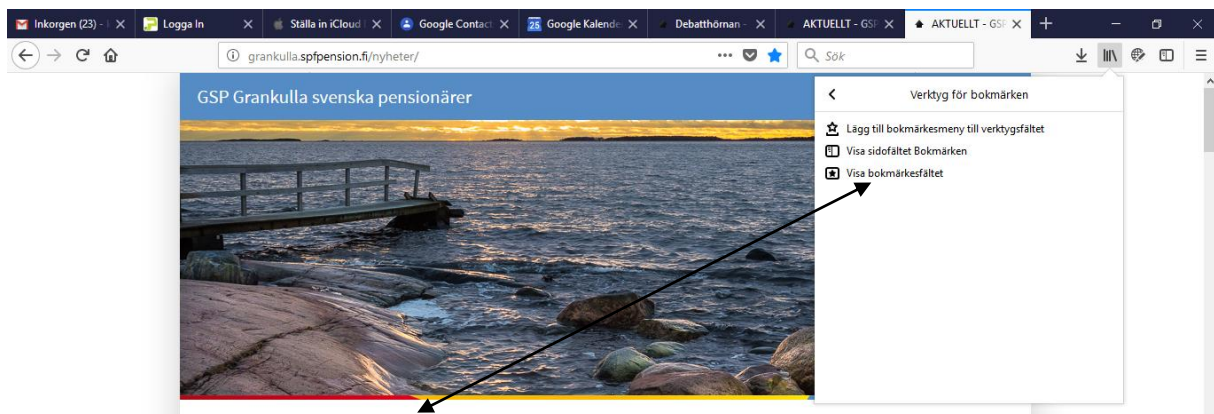 Inkorgen (23) - Logga In Ställa in iCloud Google Contact Google Kalende Debatthörnan - AKTUELLT - GSP AKTUELLT - GSP
grankulla.spfpension.fi/nyheter/ Sök
GSP Grankulla svenska pensionärer
Verktyg för bokmärken
Lägg till bokmärkesmeny till verktygsfältet
Visa sidofältet Bokmärken
Visa bokmärkesfältet